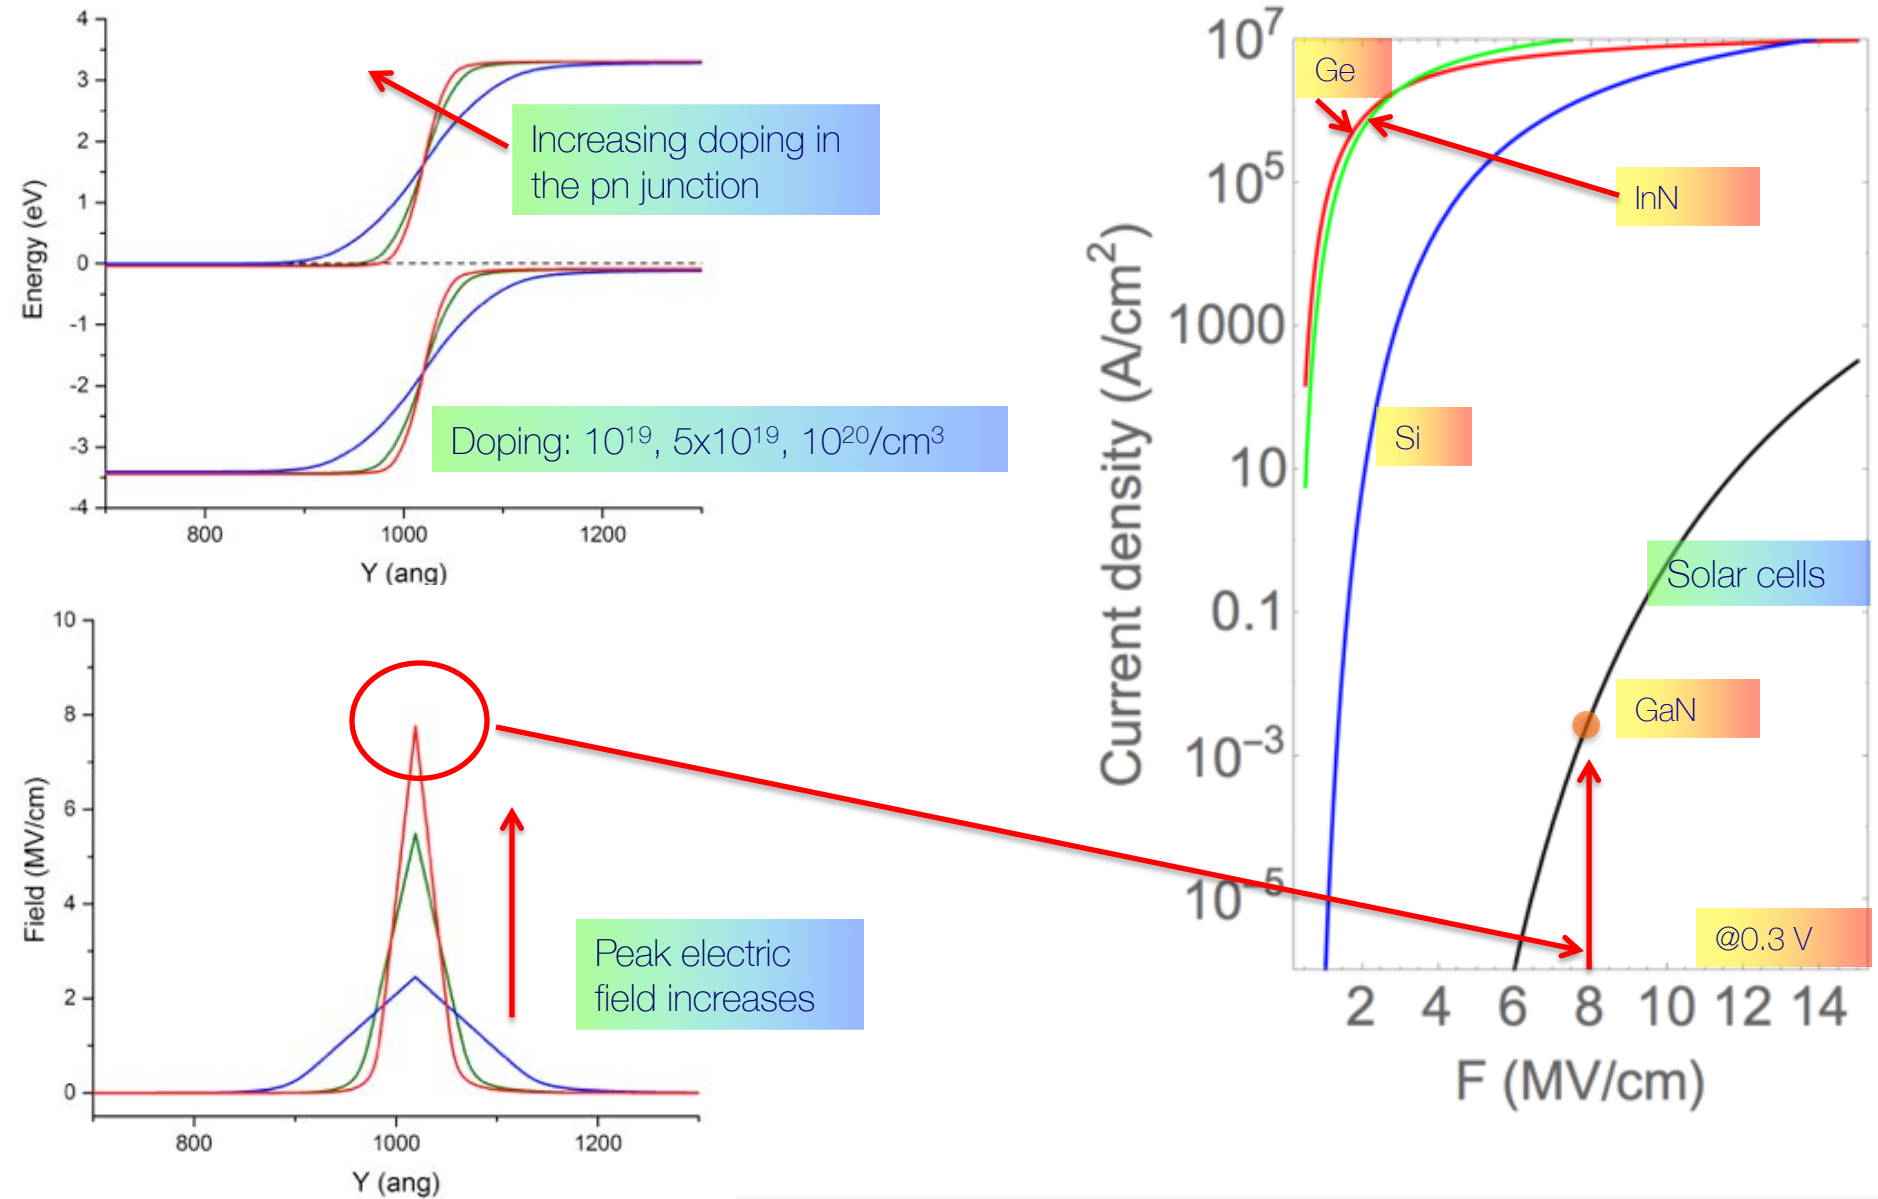 4
3
2
1
0
-1
-2
-3
-4
Energy (eV)
800
1000
1200
Y (ang)
Increasing doping in
the pn junction
Doping: 10¹⁹, 5x10¹⁹, 10²⁰/cm³
10
8
6
4
2
0
Field (MV/cm)
800
1000
1200
Y (ang)
Peak electric
field increases
10⁷
10⁵
1000
10
0.1
10⁻³
10⁻⁵
Current density (A/cm²)
Ge
InN
Si
Solar cells
GaN
@0.3 V
2
4
6
8
10
12
14
F (MV/cm)